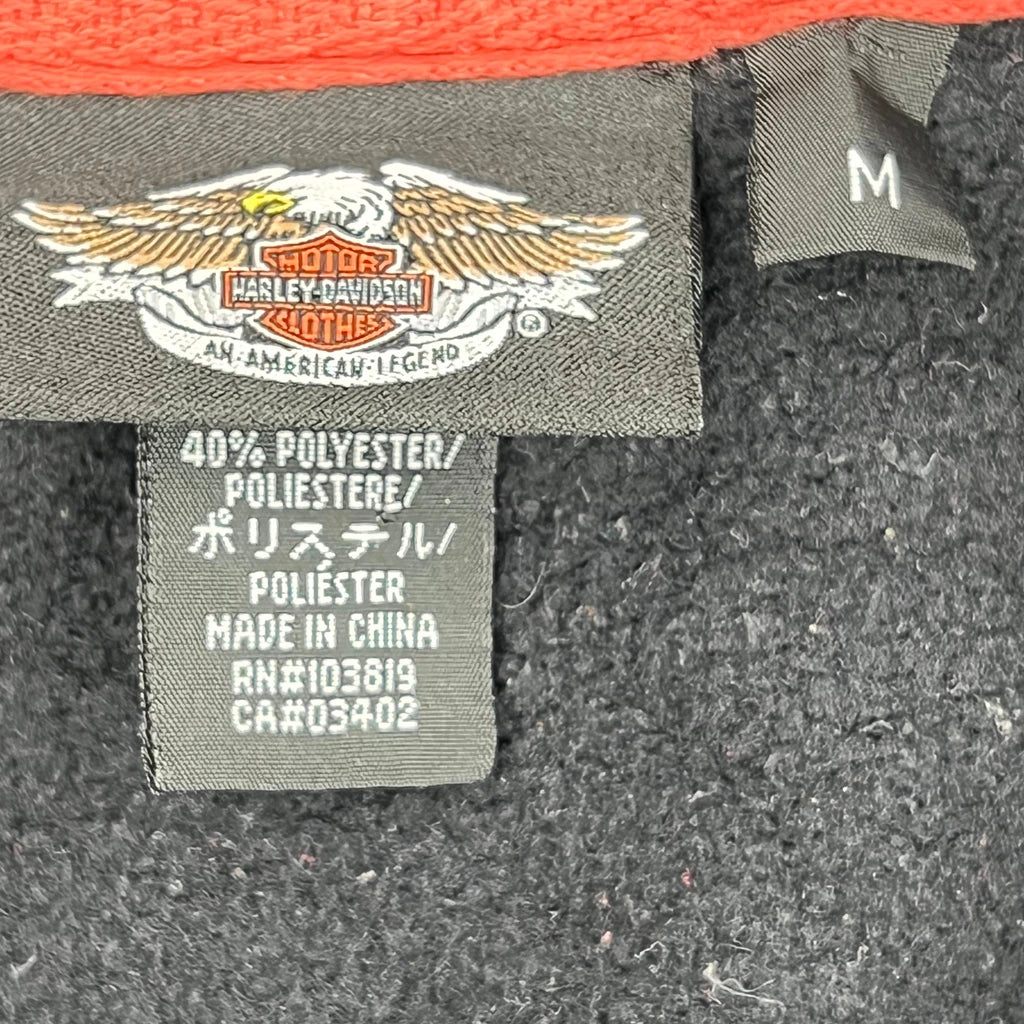 MOTOR
HARLEY-DAVIDSON
CLOTHES
®
AN·AMERICAN·LEGEND
M
40% POLYESTER/
POLIESTERE/
ポリステル/
POLIÉSTER
MADE IN CHINA
RN#103819
CA#03402